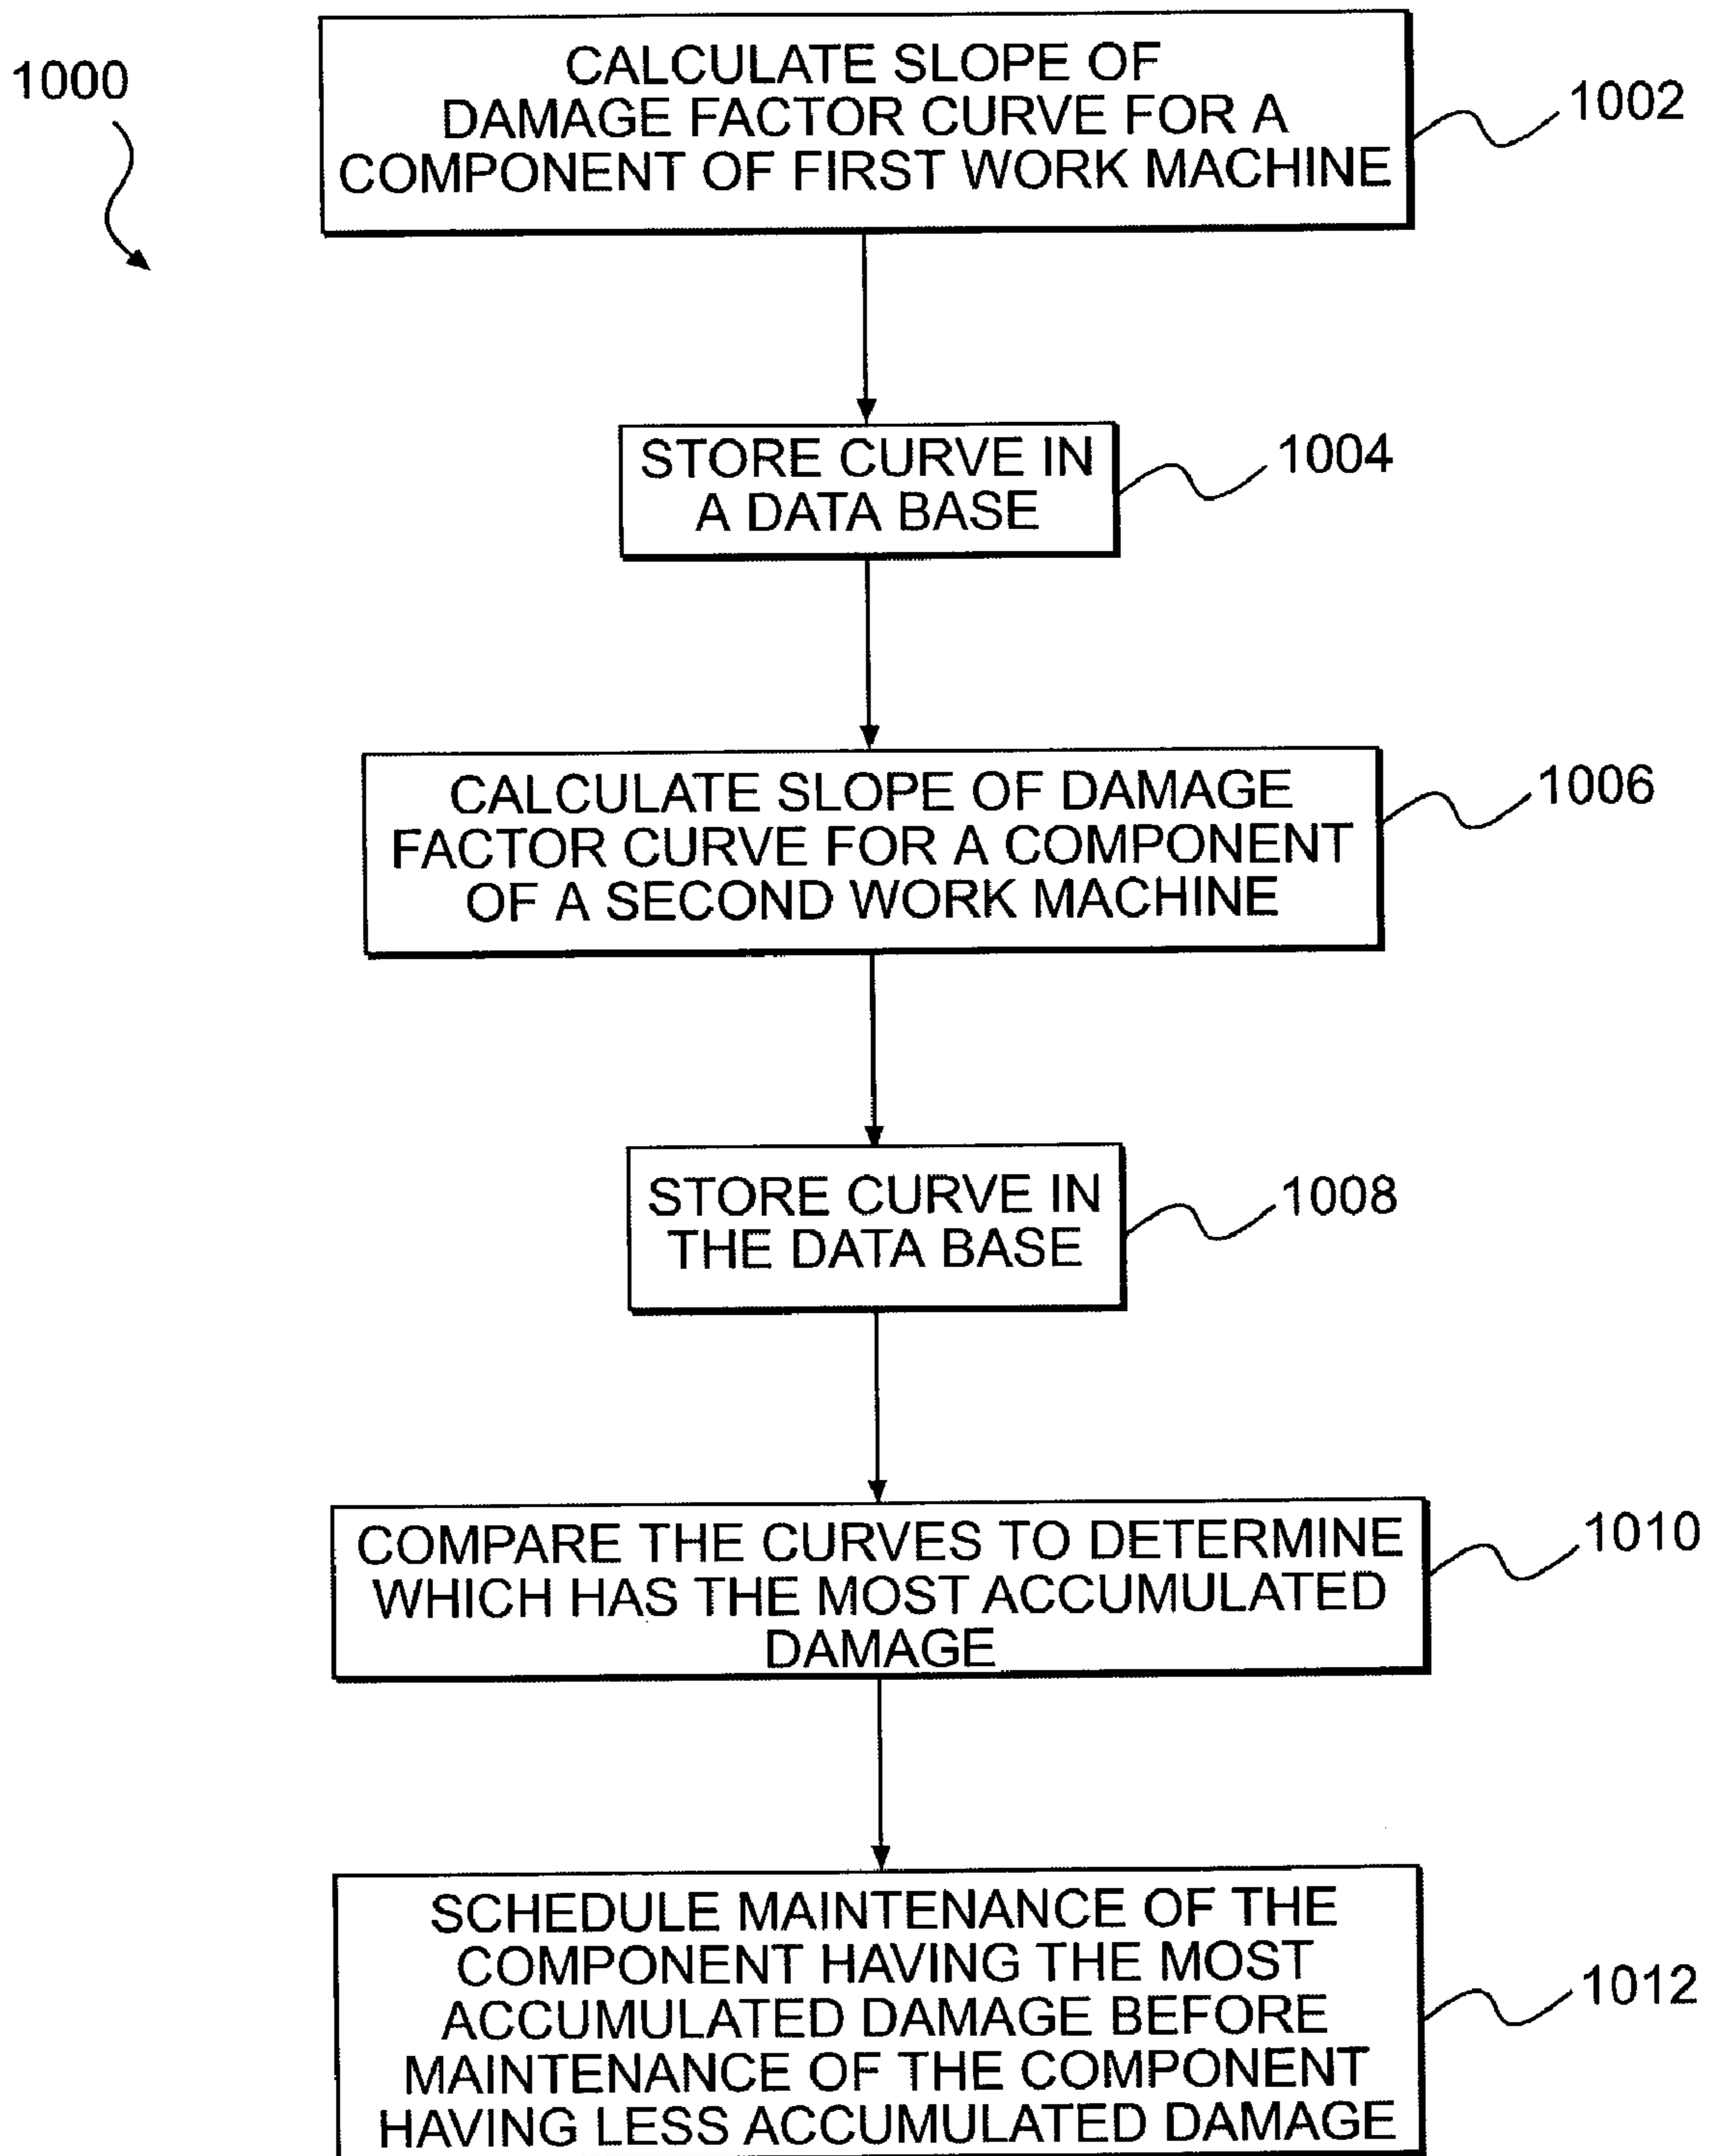 1000
CALCULATE SLOPE OF
DAMAGE FACTOR CURVE FOR A
COMPONENT OF FIRST WORK MACHINE
1002
STORE CURVE IN
A DATA BASE
1004
CALCULATE SLOPE OF DAMAGE
FACTOR CURVE FOR A COMPONENT
OF A SECOND WORK MACHINE
1006
STORE CURVE IN
THE DATA BASE
1008
COMPARE THE CURVES TO DETERMINE
WHICH HAS THE MOST ACCUMULATED
DAMAGE
1010
SCHEDULE MAINTENANCE OF THE
COMPONENT HAVING THE MOST
ACCUMULATED DAMAGE BEFORE
MAINTENANCE OF THE COMPONENT
HAVING LESS ACCUMULATED DAMAGE
1012